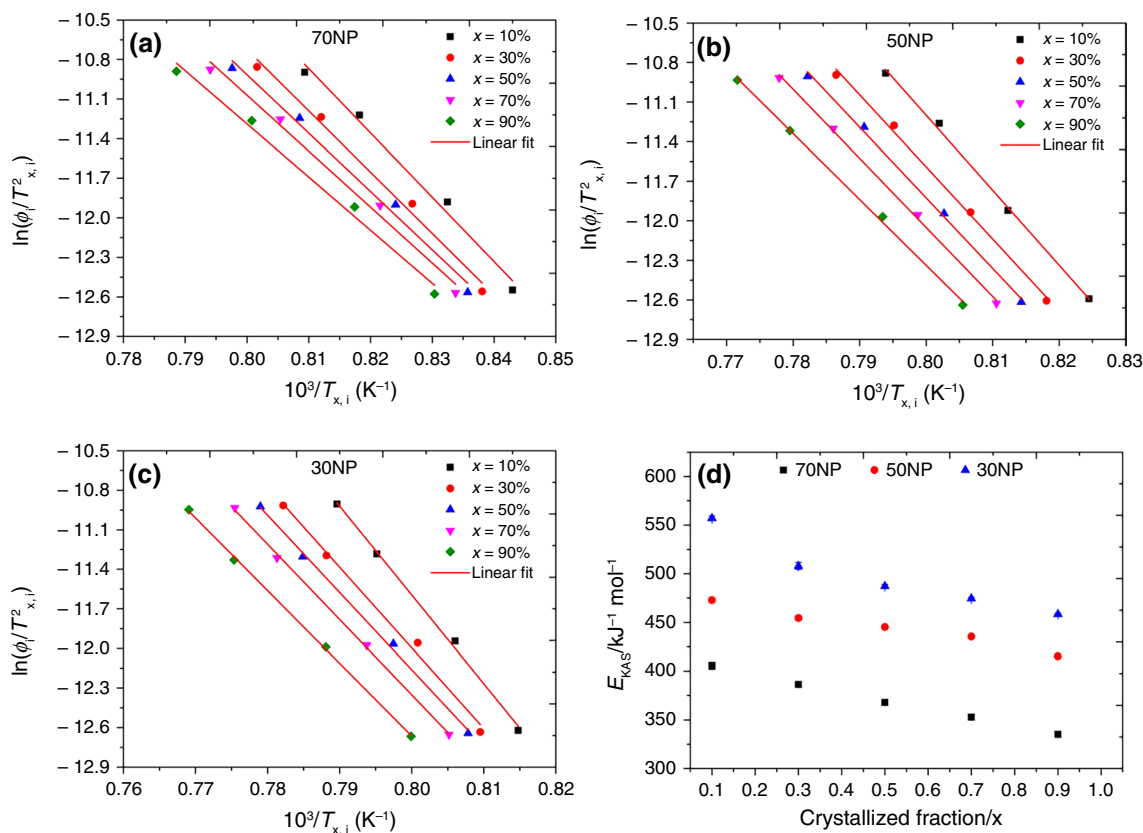 (a) 70NP
x = 10%
x = 30%
x = 50%
x = 70%
x = 90%
Linear fit
ln(ϕᵢ/T²ₓ,ᵢ)
– 10.5
– 10.8
– 11.1
– 11.4
– 11.7
– 12.0
– 12.3
– 12.6
– 12.9
0.78 0.79 0.80 0.81 0.82 0.83 0.84 0.85
10³/Tₓ, ᵢ (K⁻¹)
(b) 50NP
x = 10%
x = 30%
x = 50%
x = 70%
x = 90%
Linear fit
ln(ϕᵢ/T²ₓ,ᵢ)
– 10.5
– 10.8
– 11.1
– 11.4
– 11.7
– 12.0
– 12.3
– 12.6
– 12.9
0.77 0.78 0.79 0.80 0.81 0.82 0.83
10³/Tₓ, ᵢ (K⁻¹)
(c) 30NP
x = 10%
x = 30%
x = 50%
x = 70%
x = 90%
Linear fit
ln(ϕᵢ/T²ₓ,ᵢ)
– 10.5
– 10.8
– 11.1
– 11.4
– 11.7
– 12.0
– 12.3
– 12.6
– 12.9
0.76 0.77 0.78 0.79 0.80 0.81 0.82
10³/Tₓ, ᵢ (K⁻¹)
(d)
70NP 50NP 30NP
E_KAS/kJ⁻¹ mol⁻¹
600
550
500
450
400
350
300
0.1 0.2 0.3 0.4 0.5 0.6 0.7 0.8 0.9 1.0
Crystallized fraction/x